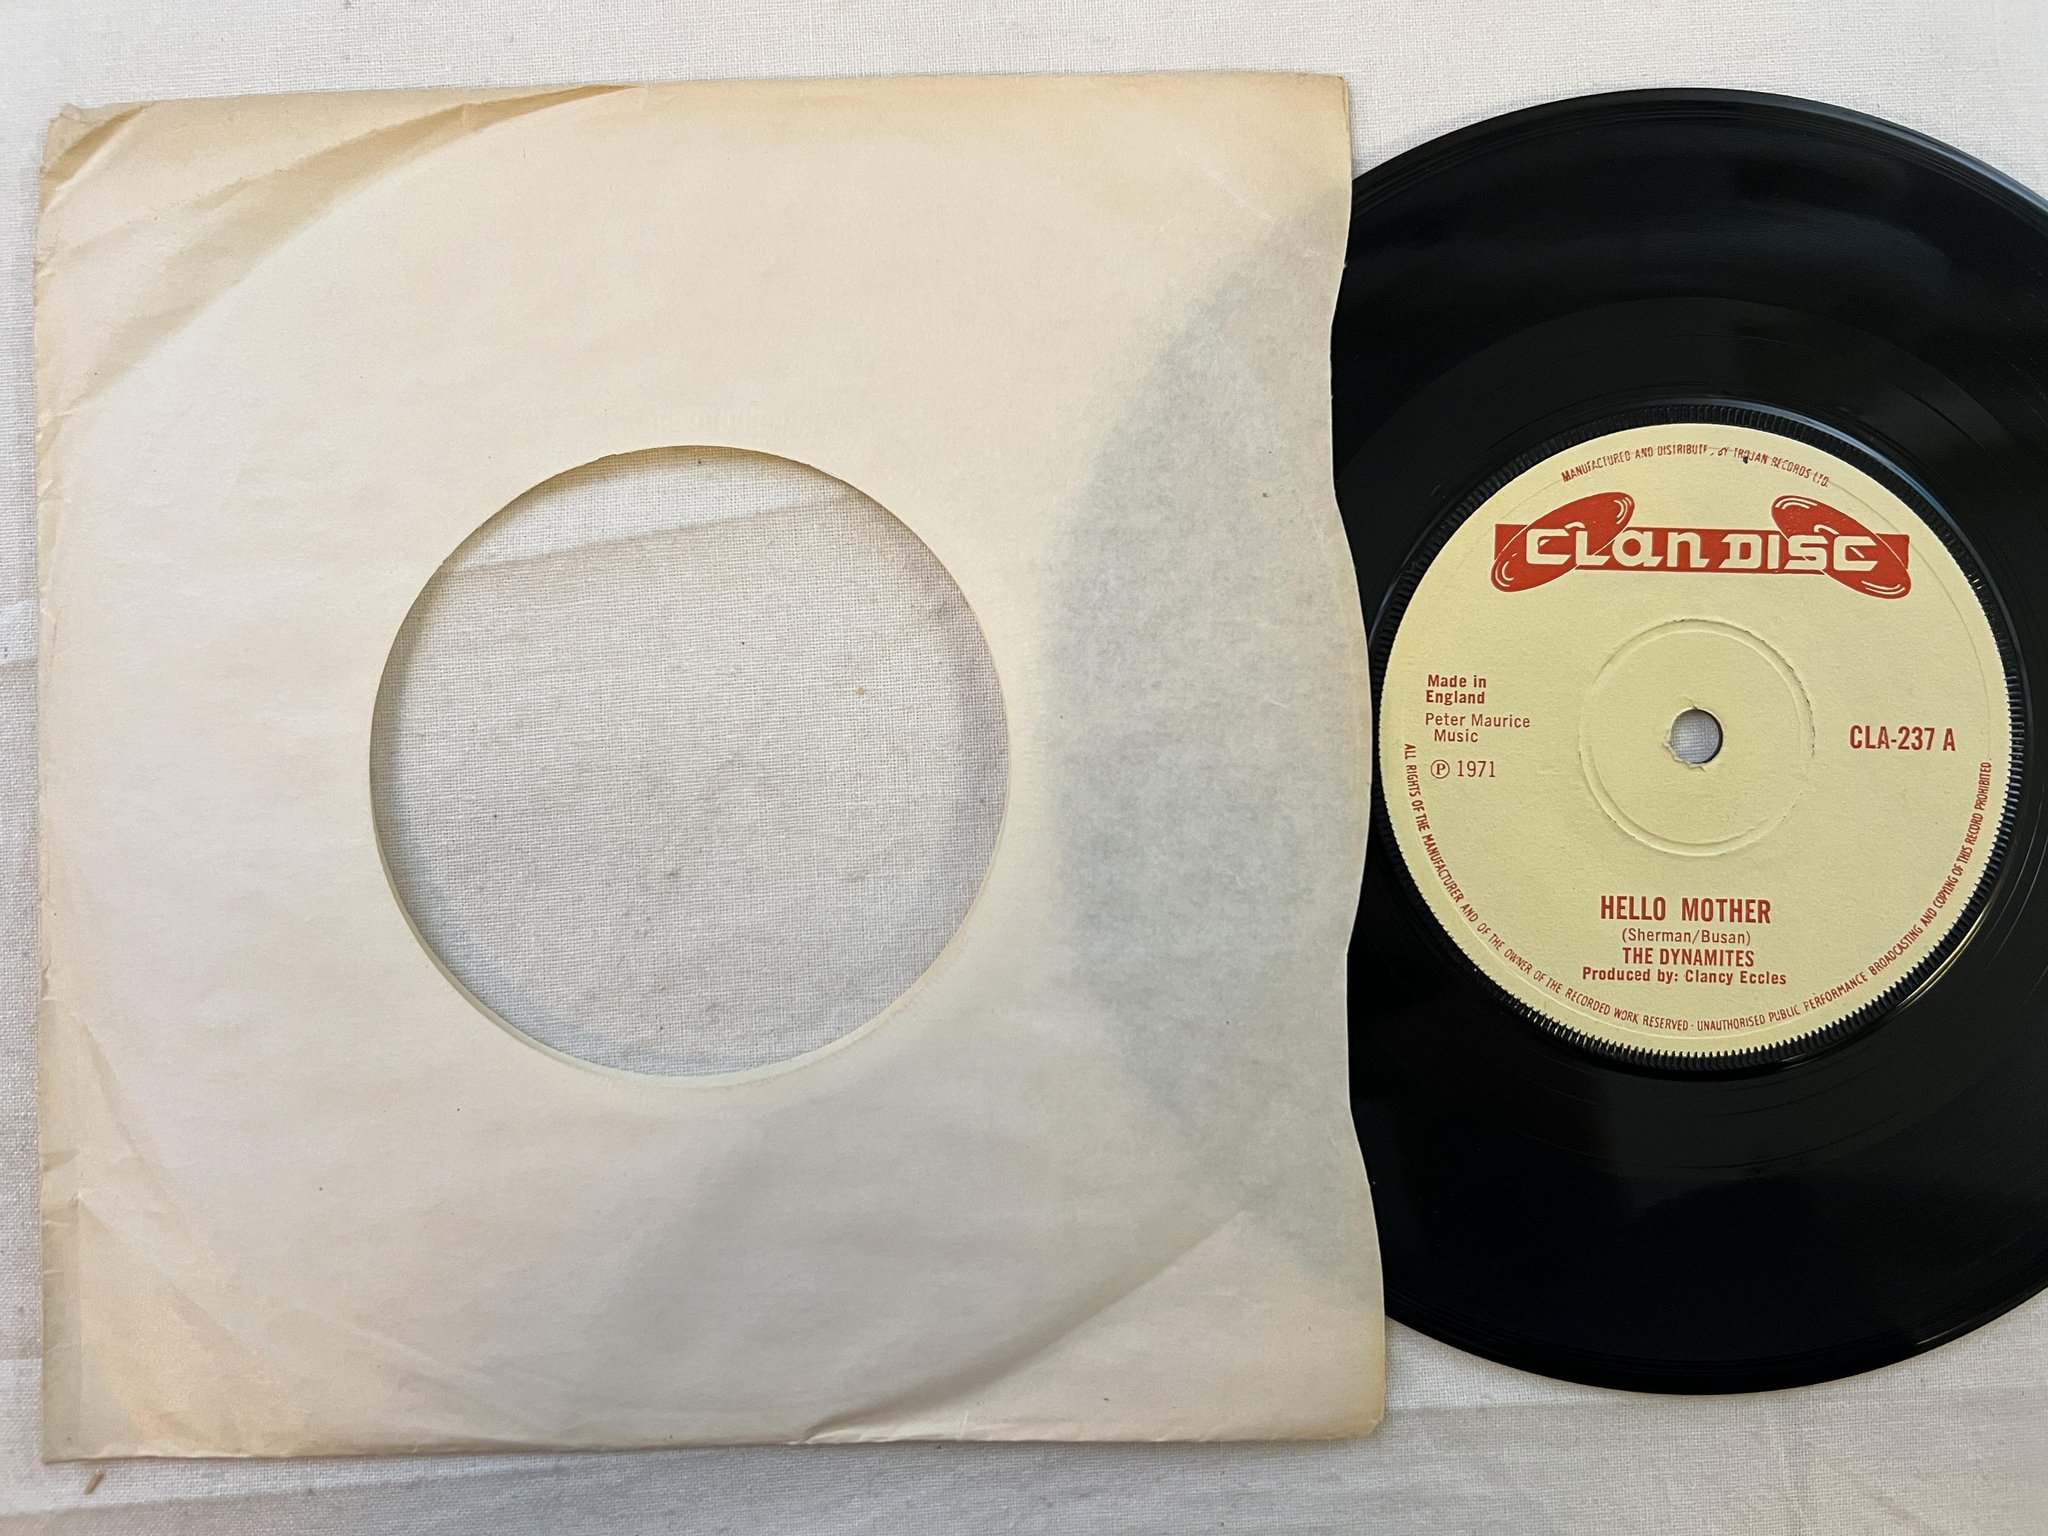 MANUFACTURED AND DISTRIBUTE BY TROJAN RECORDS LTD.
CLAN DISC
Made in
England
Peter Maurice
Music
Ⓟ 1971
CLA-237 A
HELLO MOTHER
(Sherman/Busan)
THE DYNAMITES
Produced by: Clancy Eccles
ALL RIGHTS OF THE MANUFACTURER AND OF THE OWNER OF THE RECORDED WORK RESERVED · UNAUTHORISED PUBLIC PERFORMANCE BROADCASTING AND COPYING OF THIS RECORD PROHIBITED